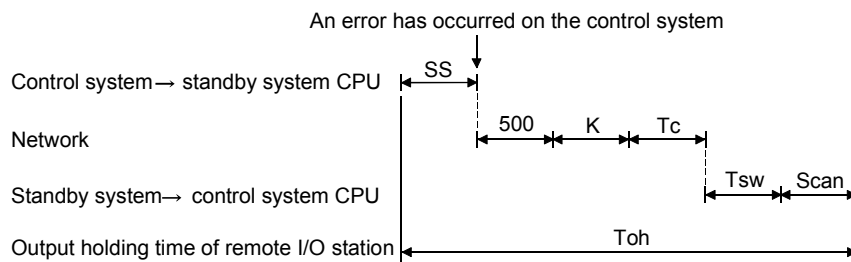 An error has occurred on the control system
Control system→ standby system CPU
SS
Network
500
K
Tc
Standby system→ control system CPU
Tsw
Scan
Output holding time of remote I/O station
Toh